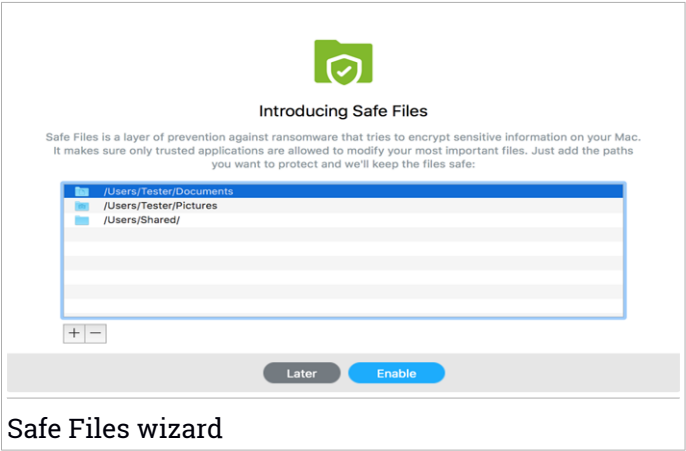 Introducing Safe Files
Safe Files is a layer of prevention against ransomware that tries to encrypt sensitive information on your Mac.
It makes sure only trusted applications are allowed to modify your most important files. Just add the paths
you want to protect and we'll keep the files safe:
/Users/Tester/Documents
/Users/Tester/Pictures
/Users/Shared/
+ −
Later Enable
Safe Files wizard